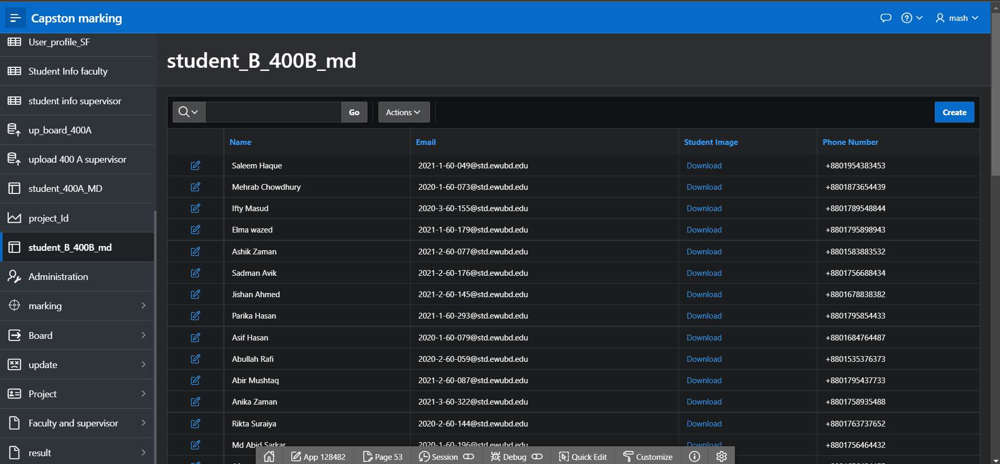 Capston marking
mash
User_profile_SF
Student Info faculty
student info supervisor
up_board_400A
upload 400 A supervisor
student_400A_MD
project_Id
student_B_400B_md
Administration
marking
Board
update
Project
Faculty and supervisor
result
student_B_400B_md
Go Actions Create
Name Email Student Image Phone Number
Saleem Haque 2021-1-60-049@std.ewubd.edu Download +8801954383453
Mehrab Chowdhury 2020-1-60-073@std.ewubd.edu Download +8801873654439
Ifty Masud 2020-3-60-155@std.ewubd.edu Download +8801789548844
Elma wazed 2021-1-60-179@std.ewubd.edu Download +8801795898943
Ashik Zaman 2021-2-60-077@std.ewubd.edu Download +8801583883532
Sadman Avik 2021-2-60-176@std.ewubd.edu Download +8801756688434
Jishan Ahmed 2021-2-60-145@std.ewubd.edu Download +8801678838382
Parika Hasan 2021-1-60-293@std.ewubd.edu Download +8801795854433
Asif Hasan 2020-1-60-079@std.ewubd.edu Download +8801684764487
Abullah Rafi 2020-2-60-059@std.ewubd.edu Download +8801535376373
Abir Mushtaq 2021-2-60-087@std.ewubd.edu Download +8801795437733
Anika Zaman 2021-3-60-322@std.ewubd.edu Download +8801758935488
Rikta Suraiya 2020-2-60-144@std.ewubd.edu Download +8801763737652
Md Abid Sarkar 2020-1-60-196@std.ewubd.edu Download +8801756464432
App 128482 Page 53 Session Debug Quick Edit Customize